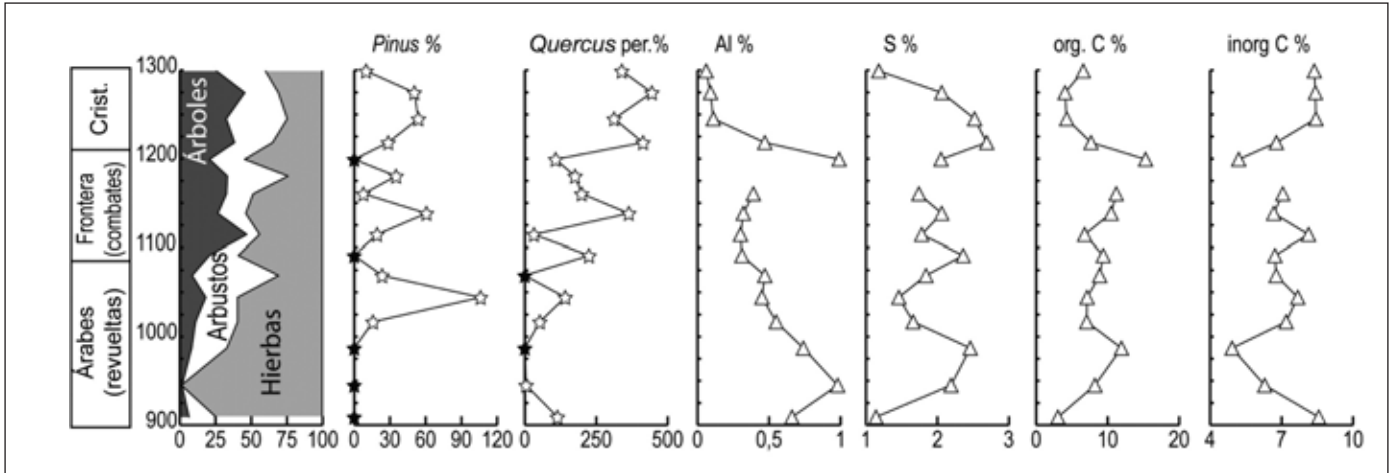 Pinus % Quercus per.% Al % S % org. C % inorg C %
1300
1200
1100
1000
900
Crist.
Frontera
(combates)
Árabes
(revueltas)
Árboles
Arbustos
Hierbas
0 25 50 75 100 0 30 60 90 120 0 250 500 0 0,5 1 1 2 3 0 10 20 4 7 10